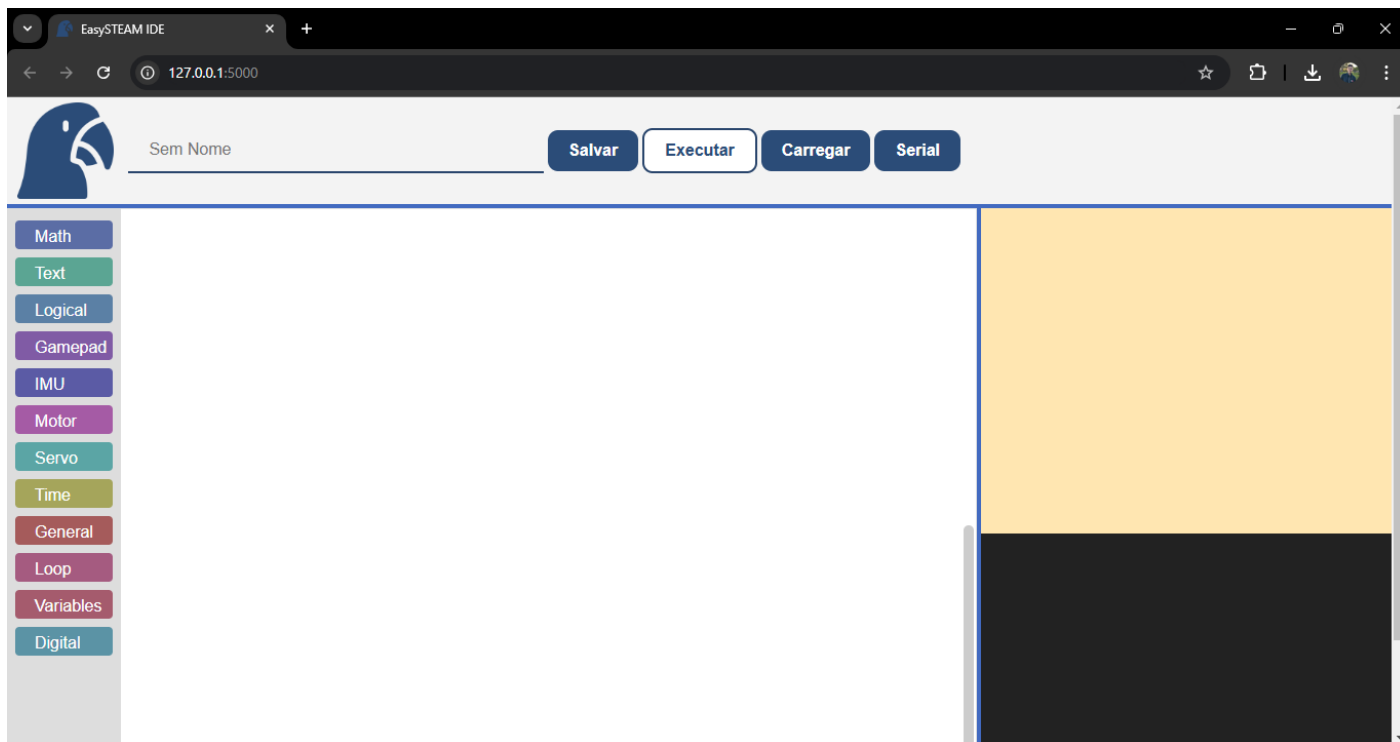 EasySTEAM IDE
127.0.0.1:5000
Sem Nome
Salvar
Executar
Carregar
Serial
Math
Text
Logical
Gamepad
IMU
Motor
Servo
Time
General
Loop
Variables
Digital